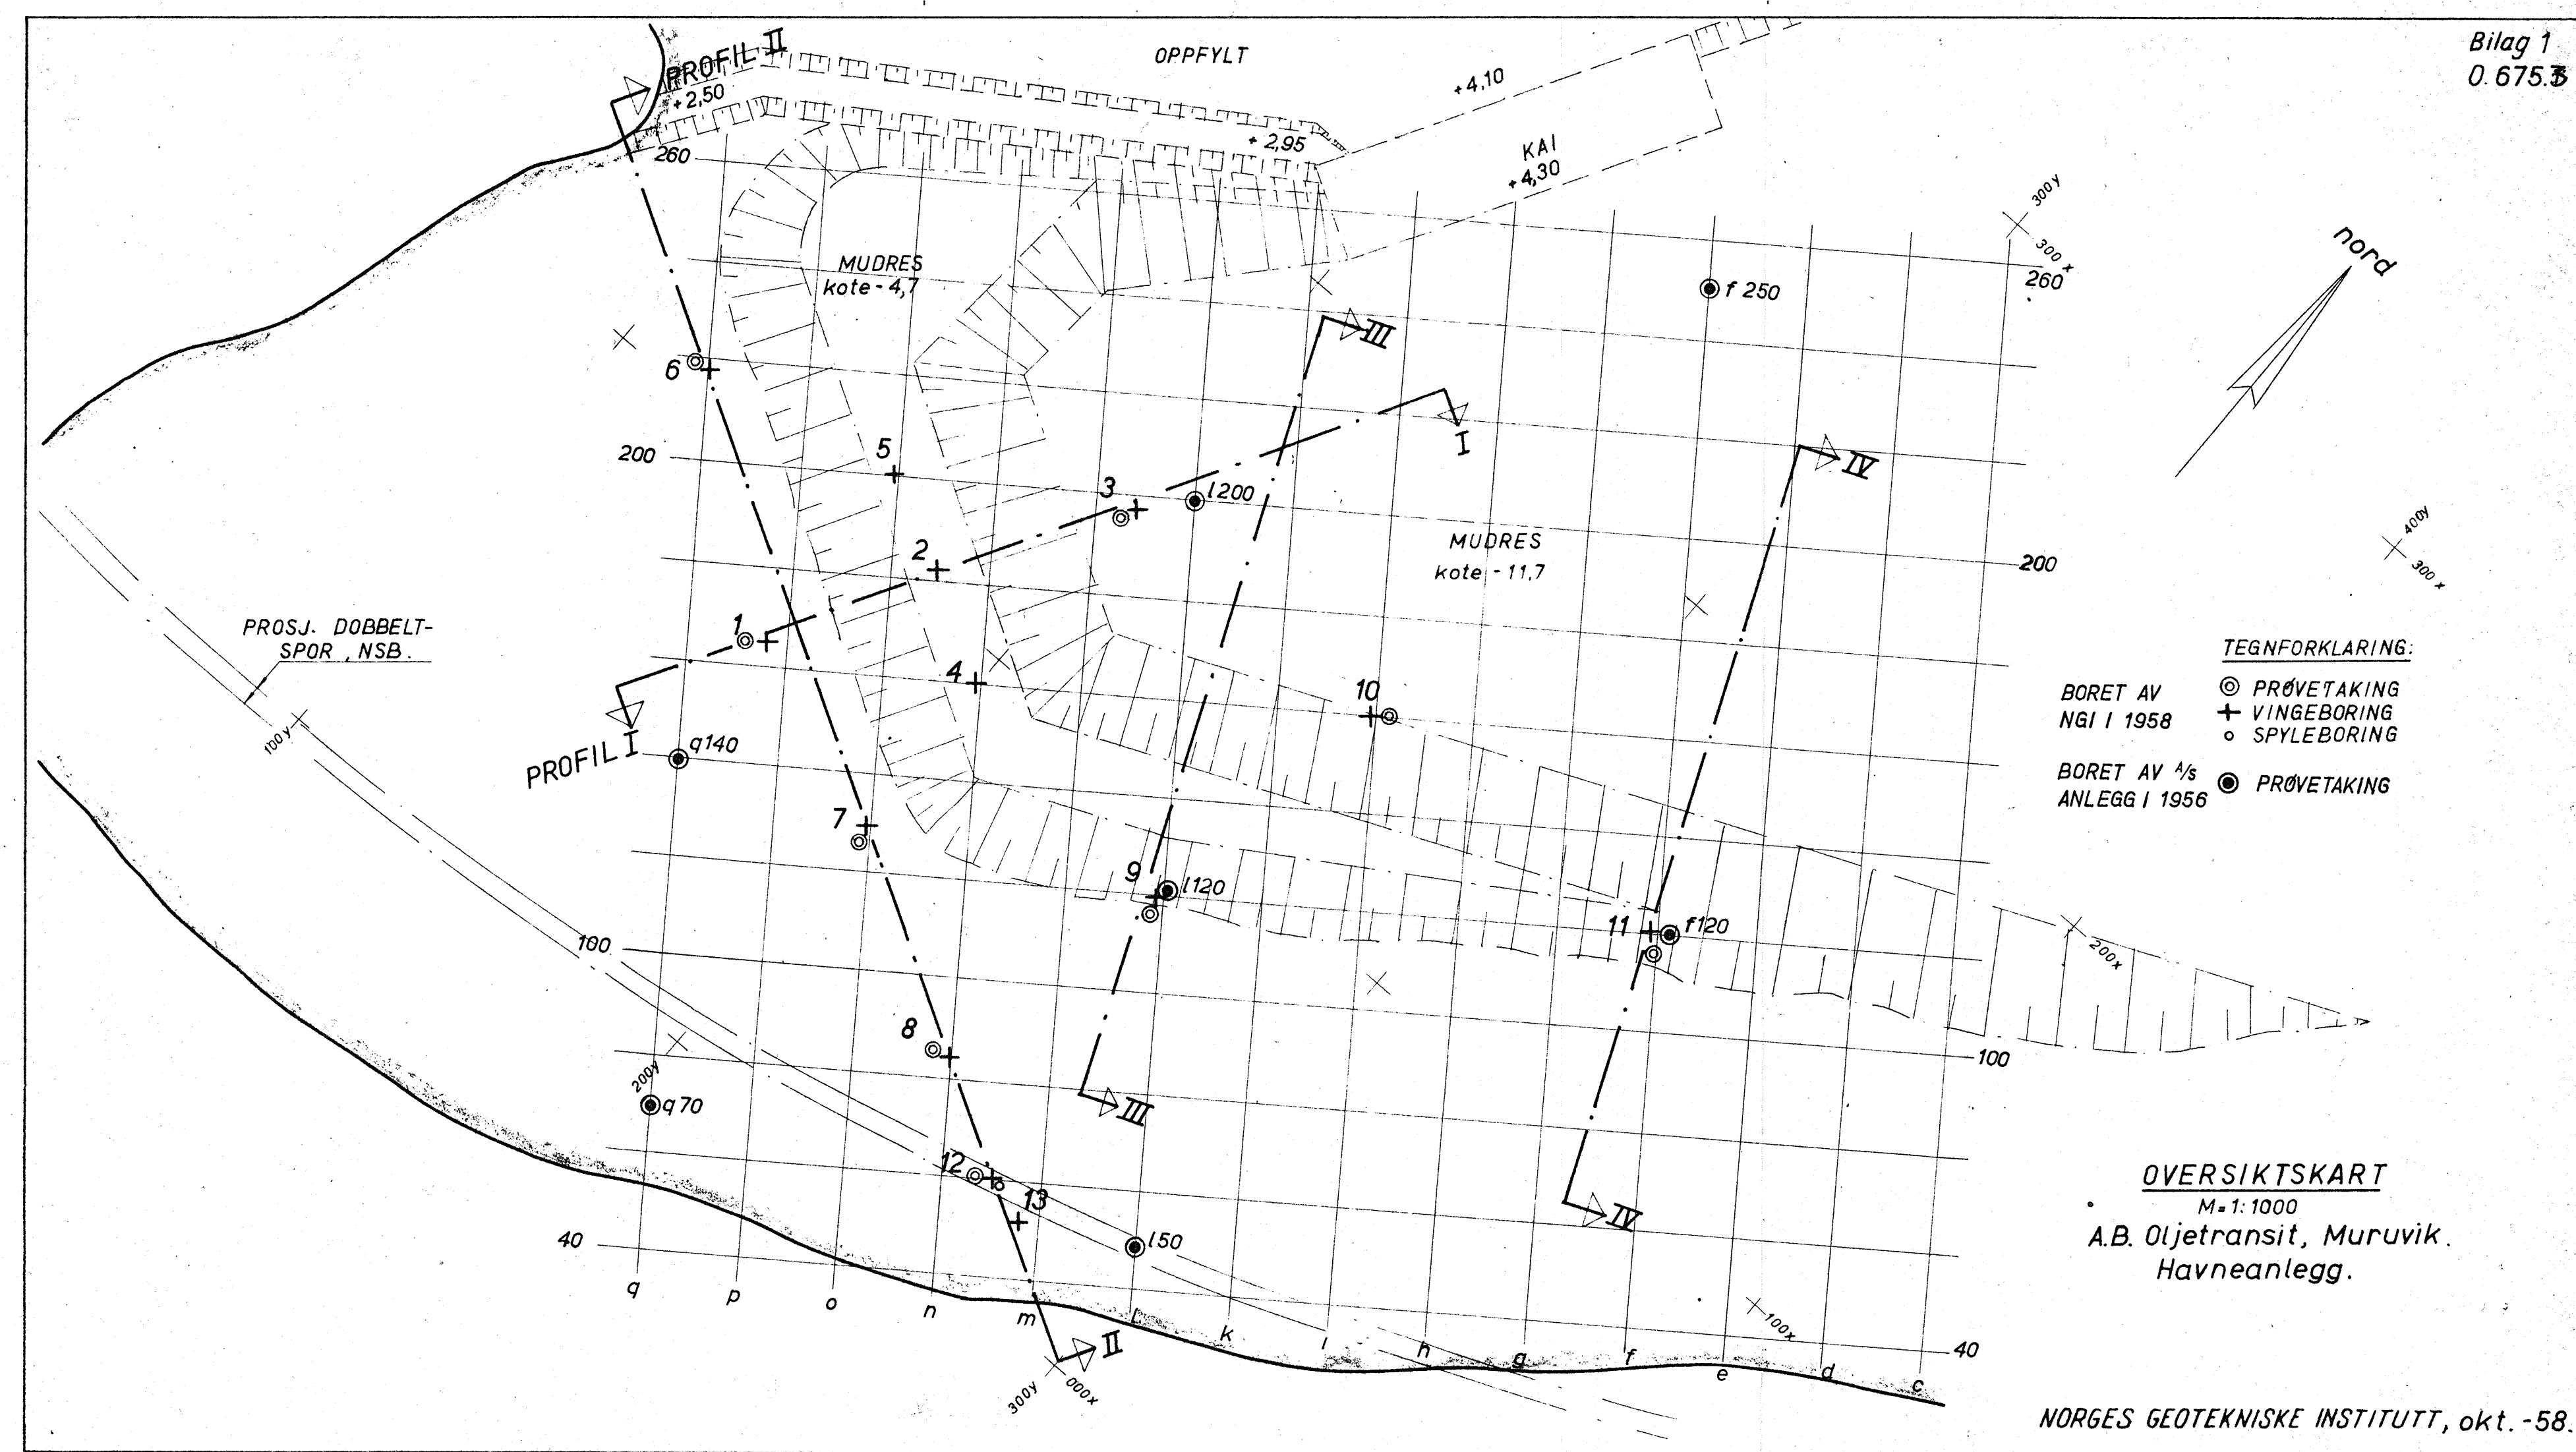 Bilag 1
O. 675.3
PROFIL II
+2,50
OPPFYLT
+4,10
+2,95
KAI
+4,30
260
300y
300x
260
nord
MUDRES
kote - 4,7
f 250
III
I
IV
6
5
200
3
l200
2
MUDRES
kote - 11,7
200
400y
300x
PROSJ. DOBBELT-
SPOR, NSB.
1
4
10
TEGNFORKLARING:
BORET AV
NGI I 1958
PRØVETAKING
VINGEBORING
SPYLEBORING
BORET AV A/S
ANLEGG I 1956
PRØVETAKING
100y
PROFIL I
q140
7
9
l120
11
f120
200x
100
8
100
200y
q70
III
12
13
IV
l50
40
q
p
o
n
m
L
k
i
h
g
f
e
d
c
40
100x
II
300y
000x
OVERSIKTSKART
M=1:1000
A.B. Oljetransit, Muruvik.
Havneanlegg.
NORGES GEOTEKNISKE INSTITUTT, okt. -58.